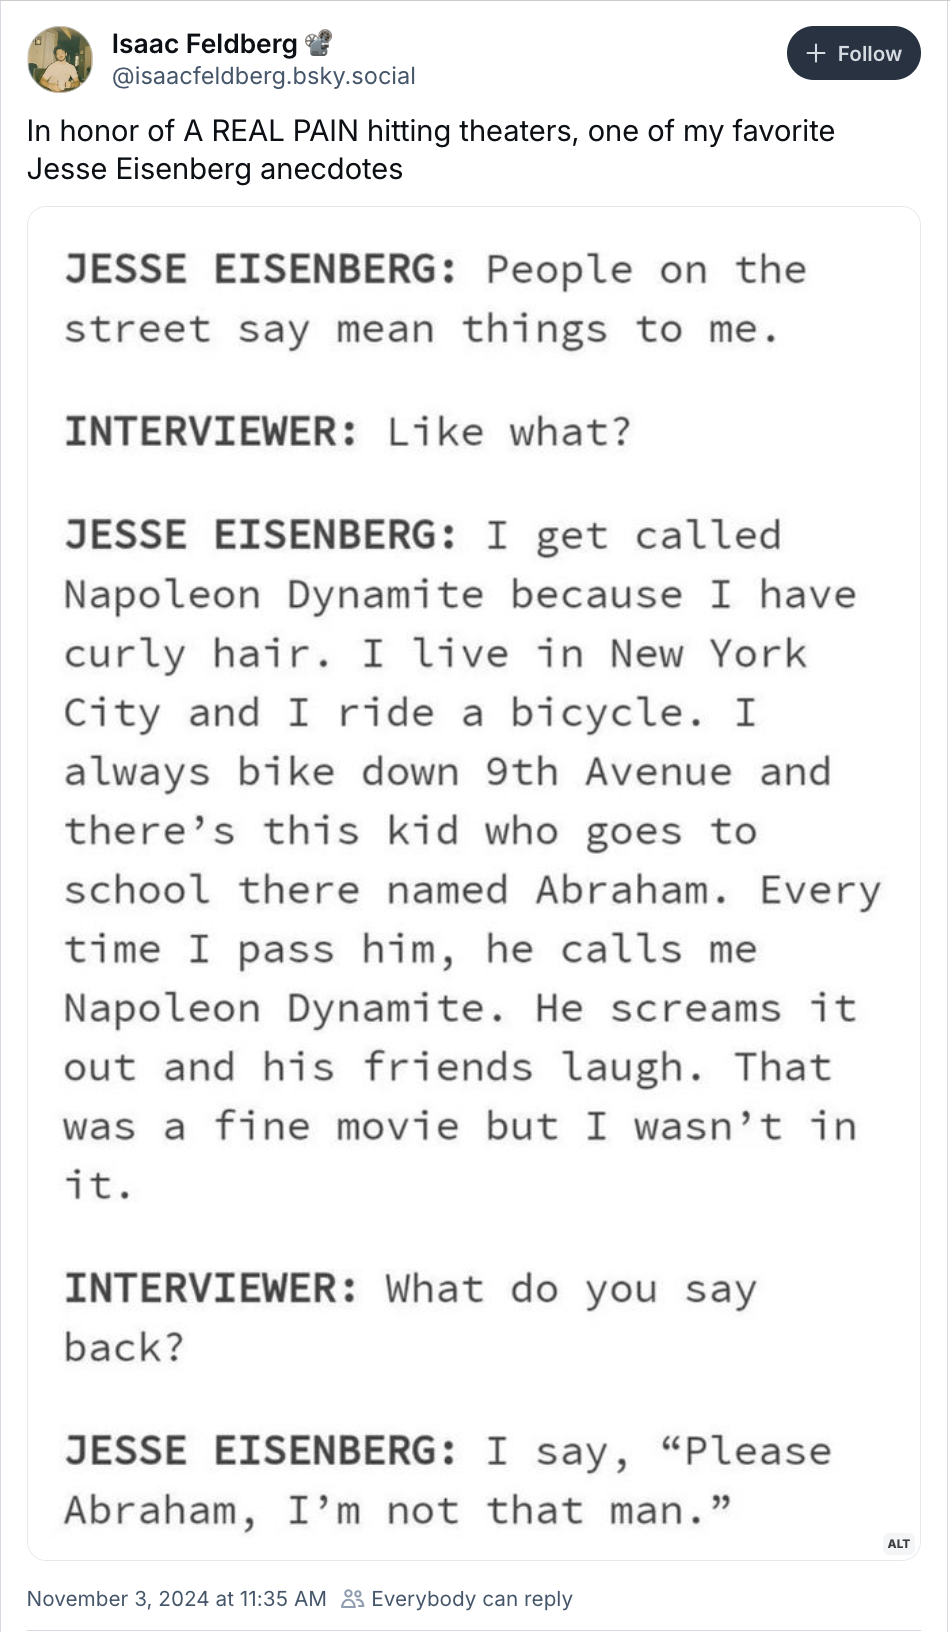 Isaac Feldberg 📽️
@isaacfeldberg.bsky.social
+ Follow
In honor of A REAL PAIN hitting theaters, one of my favorite
Jesse Eisenberg anecdotes
JESSE EISENBERG: People on the
street say mean things to me.
INTERVIEWER: Like what?
JESSE EISENBERG: I get called
Napoleon Dynamite because I have
curly hair. I live in New York
City and I ride a bicycle. I
always bike down 9th Avenue and
there’s this kid who goes to
school there named Abraham. Every
time I pass him, he calls me
Napoleon Dynamite. He screams it
out and his friends laugh. That
was a fine movie but I wasn’t in
it.
INTERVIEWER: What do you say
back?
JESSE EISENBERG: I say, “Please
Abraham, I’m not that man.”
ALT
November 3, 2024 at 11:35 AM Everybody can reply